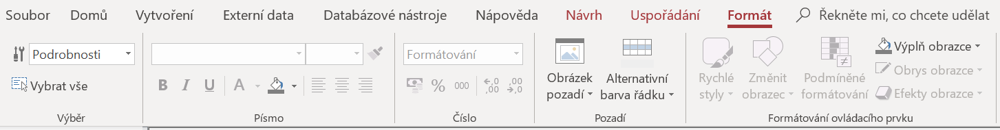 Soubor Domů Vytvoření Externí data Databázové nástroje Nápověda Návrh Uspořádání Formát Řekněte mi, co chcete udělat
Podrobnosti
Vybrat vše
Výběr
B I U A
Písmo
Formátování
% 000 ,0 ,00 ,00 ,0
Číslo
Obrázek
pozadí
Alternativní
barva řádku
Pozadí
Rychlé
styly
Změnit
obrazec
Podmíněné
formátování
Výplň obrazce
Obrys obrazce
Efekty obrazce
Formátování ovládacího prvku